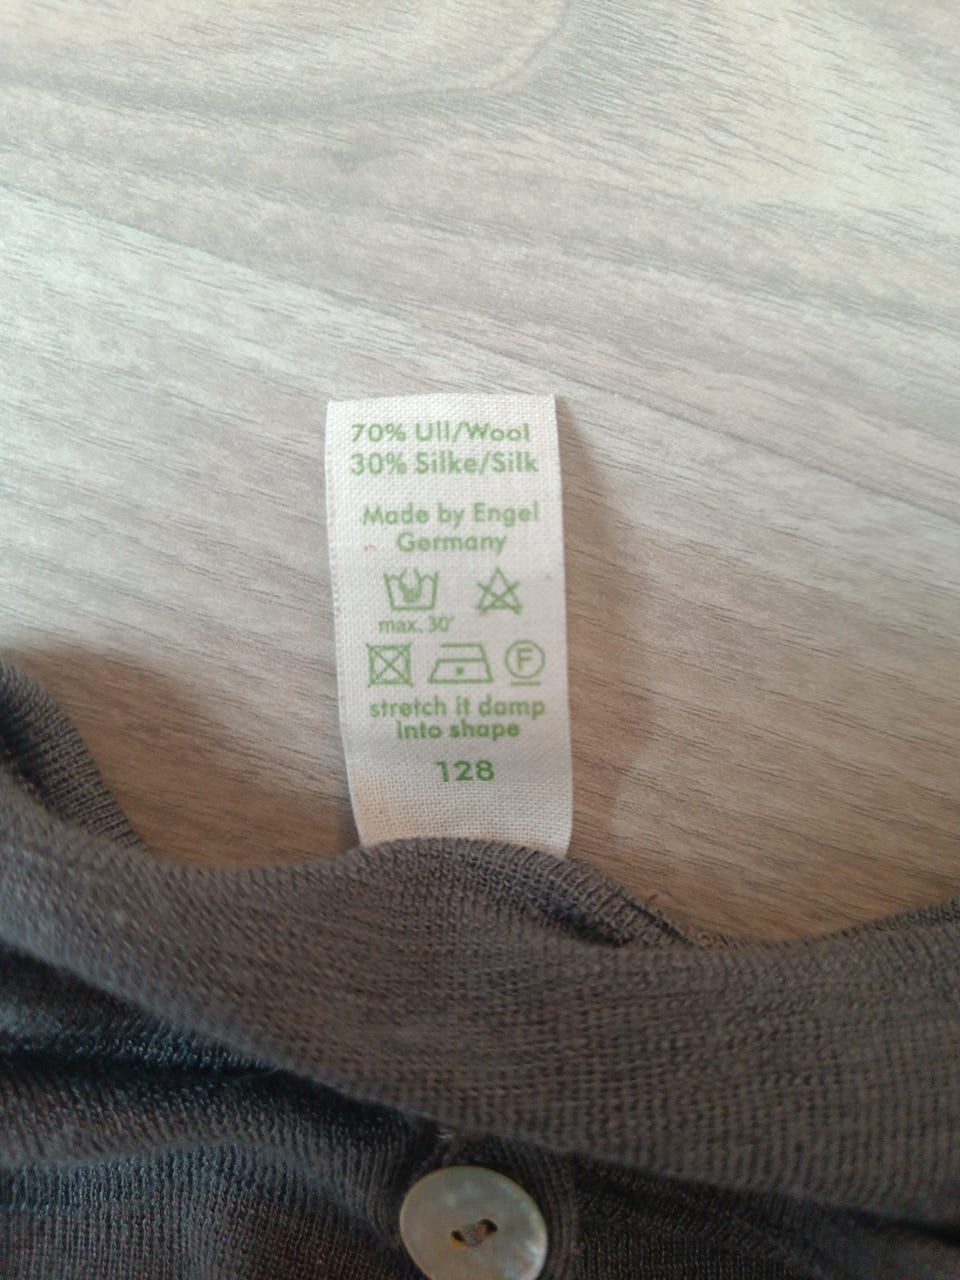 70% Ull/Wool
30% Silke/Silk
Made by Engel
Germany
max. 30°
F
stretch it damp
into shape
128